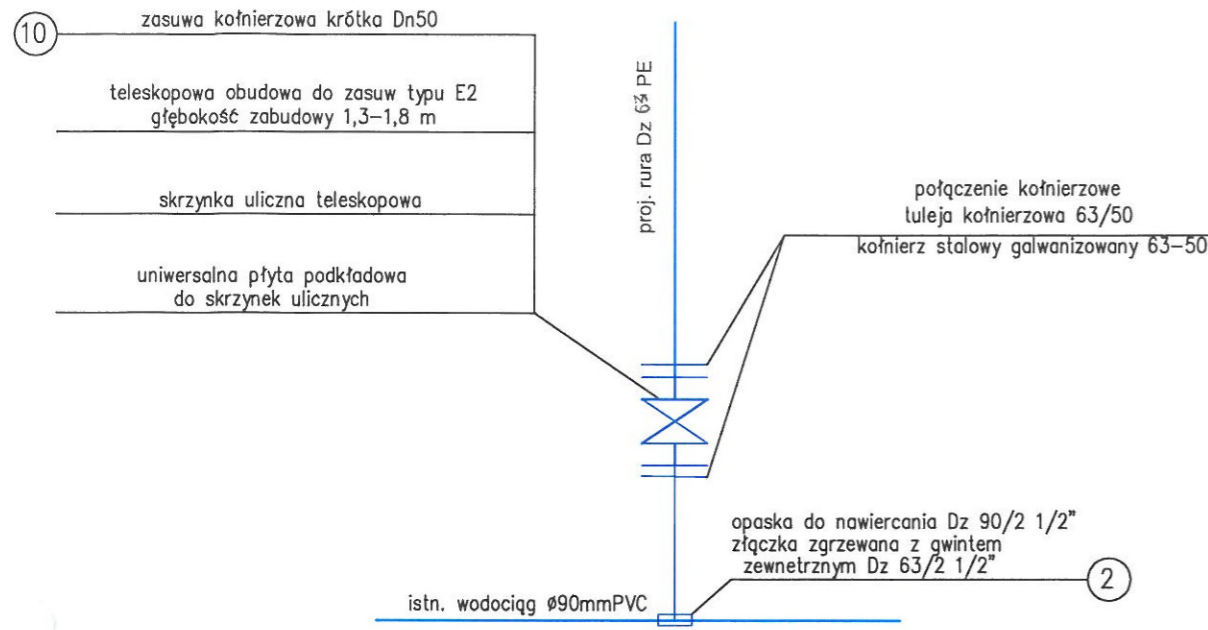 10
zasuwa kołnierzowa krótka Dn50
teleskopowa obudowa do zasuw typu E2
głębokość zabudowy 1,3–1,8 m
skrzynka uliczna teleskopowa
uniwersalna płyta podkładowa
do skrzynek ulicznych
proj. rura Dz PE
połączenie kołnierzowe
tuleja kołnierzowa 63/50
kołnierz stalowy galwanizowany 63–50
opaska do nawiercania Dz 90/2 1/2"
złączka zgrzewana z gwintem
zewnetrznym Dz 63/2 1/2"
2
istn. wodociąg ø90mmPVC